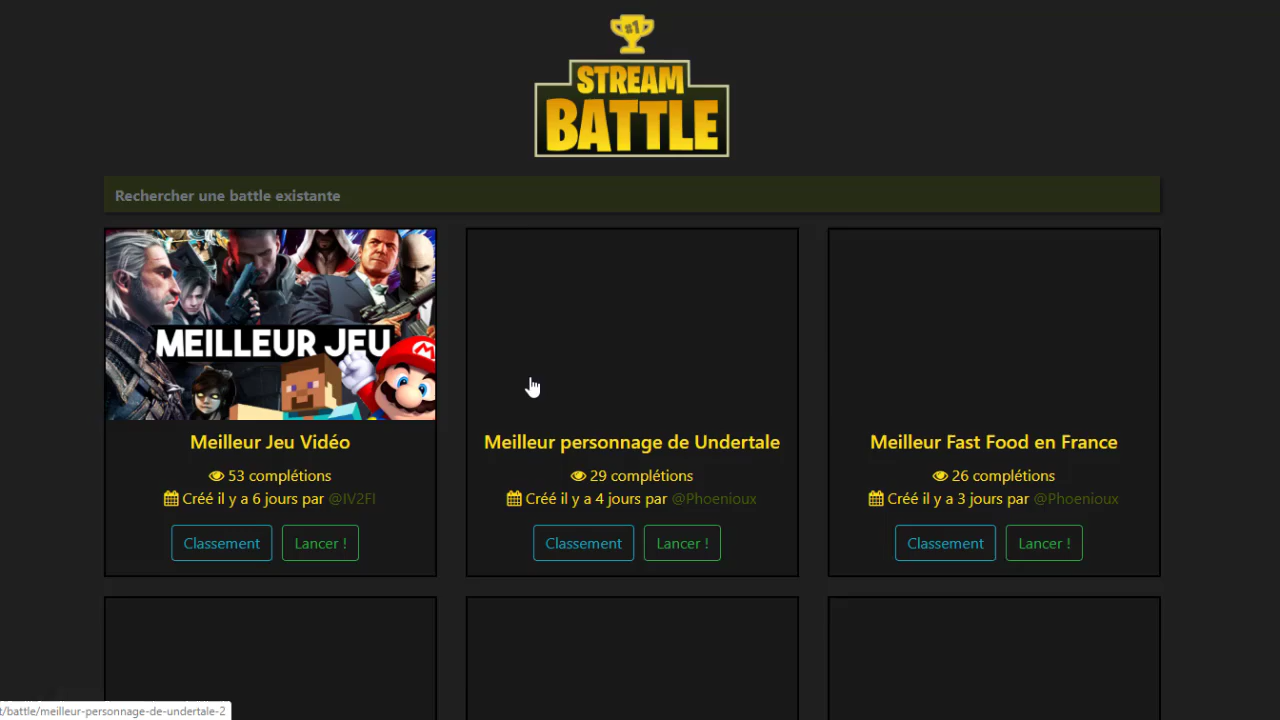 #1
STREAM
BATTLE
Rechercher une battle existante
MEILLEUR JEU
Meilleur Jeu Vidéo
53 complétions
Créé il y a 6 jours par @IV2FI
Classement
Lancer !
Meilleur personnage de Undertale
29 complétions
Créé il y a 4 jours par @Phoenioux
Classement
Lancer !
Meilleur Fast Food en France
26 complétions
Créé il y a 3 jours par @Phoenioux
Classement
Lancer !
t/battle/meilleur-personnage-de-undertale-2